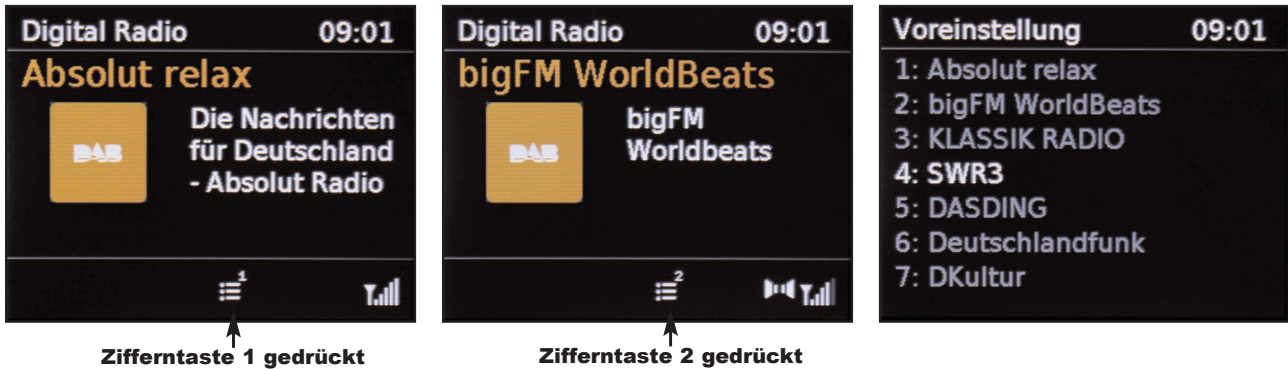 Digital Radio 09:01
Absolut relax
DAB
Die Nachrichten
für Deutschland
- Absolut Radio
1
Zifferntaste 1 gedrückt
Digital Radio 09:01
bigFM WorldBeats
DAB
bigFM
Worldbeats
2
Zifferntaste 2 gedrückt
Voreinstellung 09:01
1: Absolut relax
2: bigFM WorldBeats
3: KLASSIK RADIO
4: SWR3
5: DASDING
6: Deutschlandfunk
7: DKultur